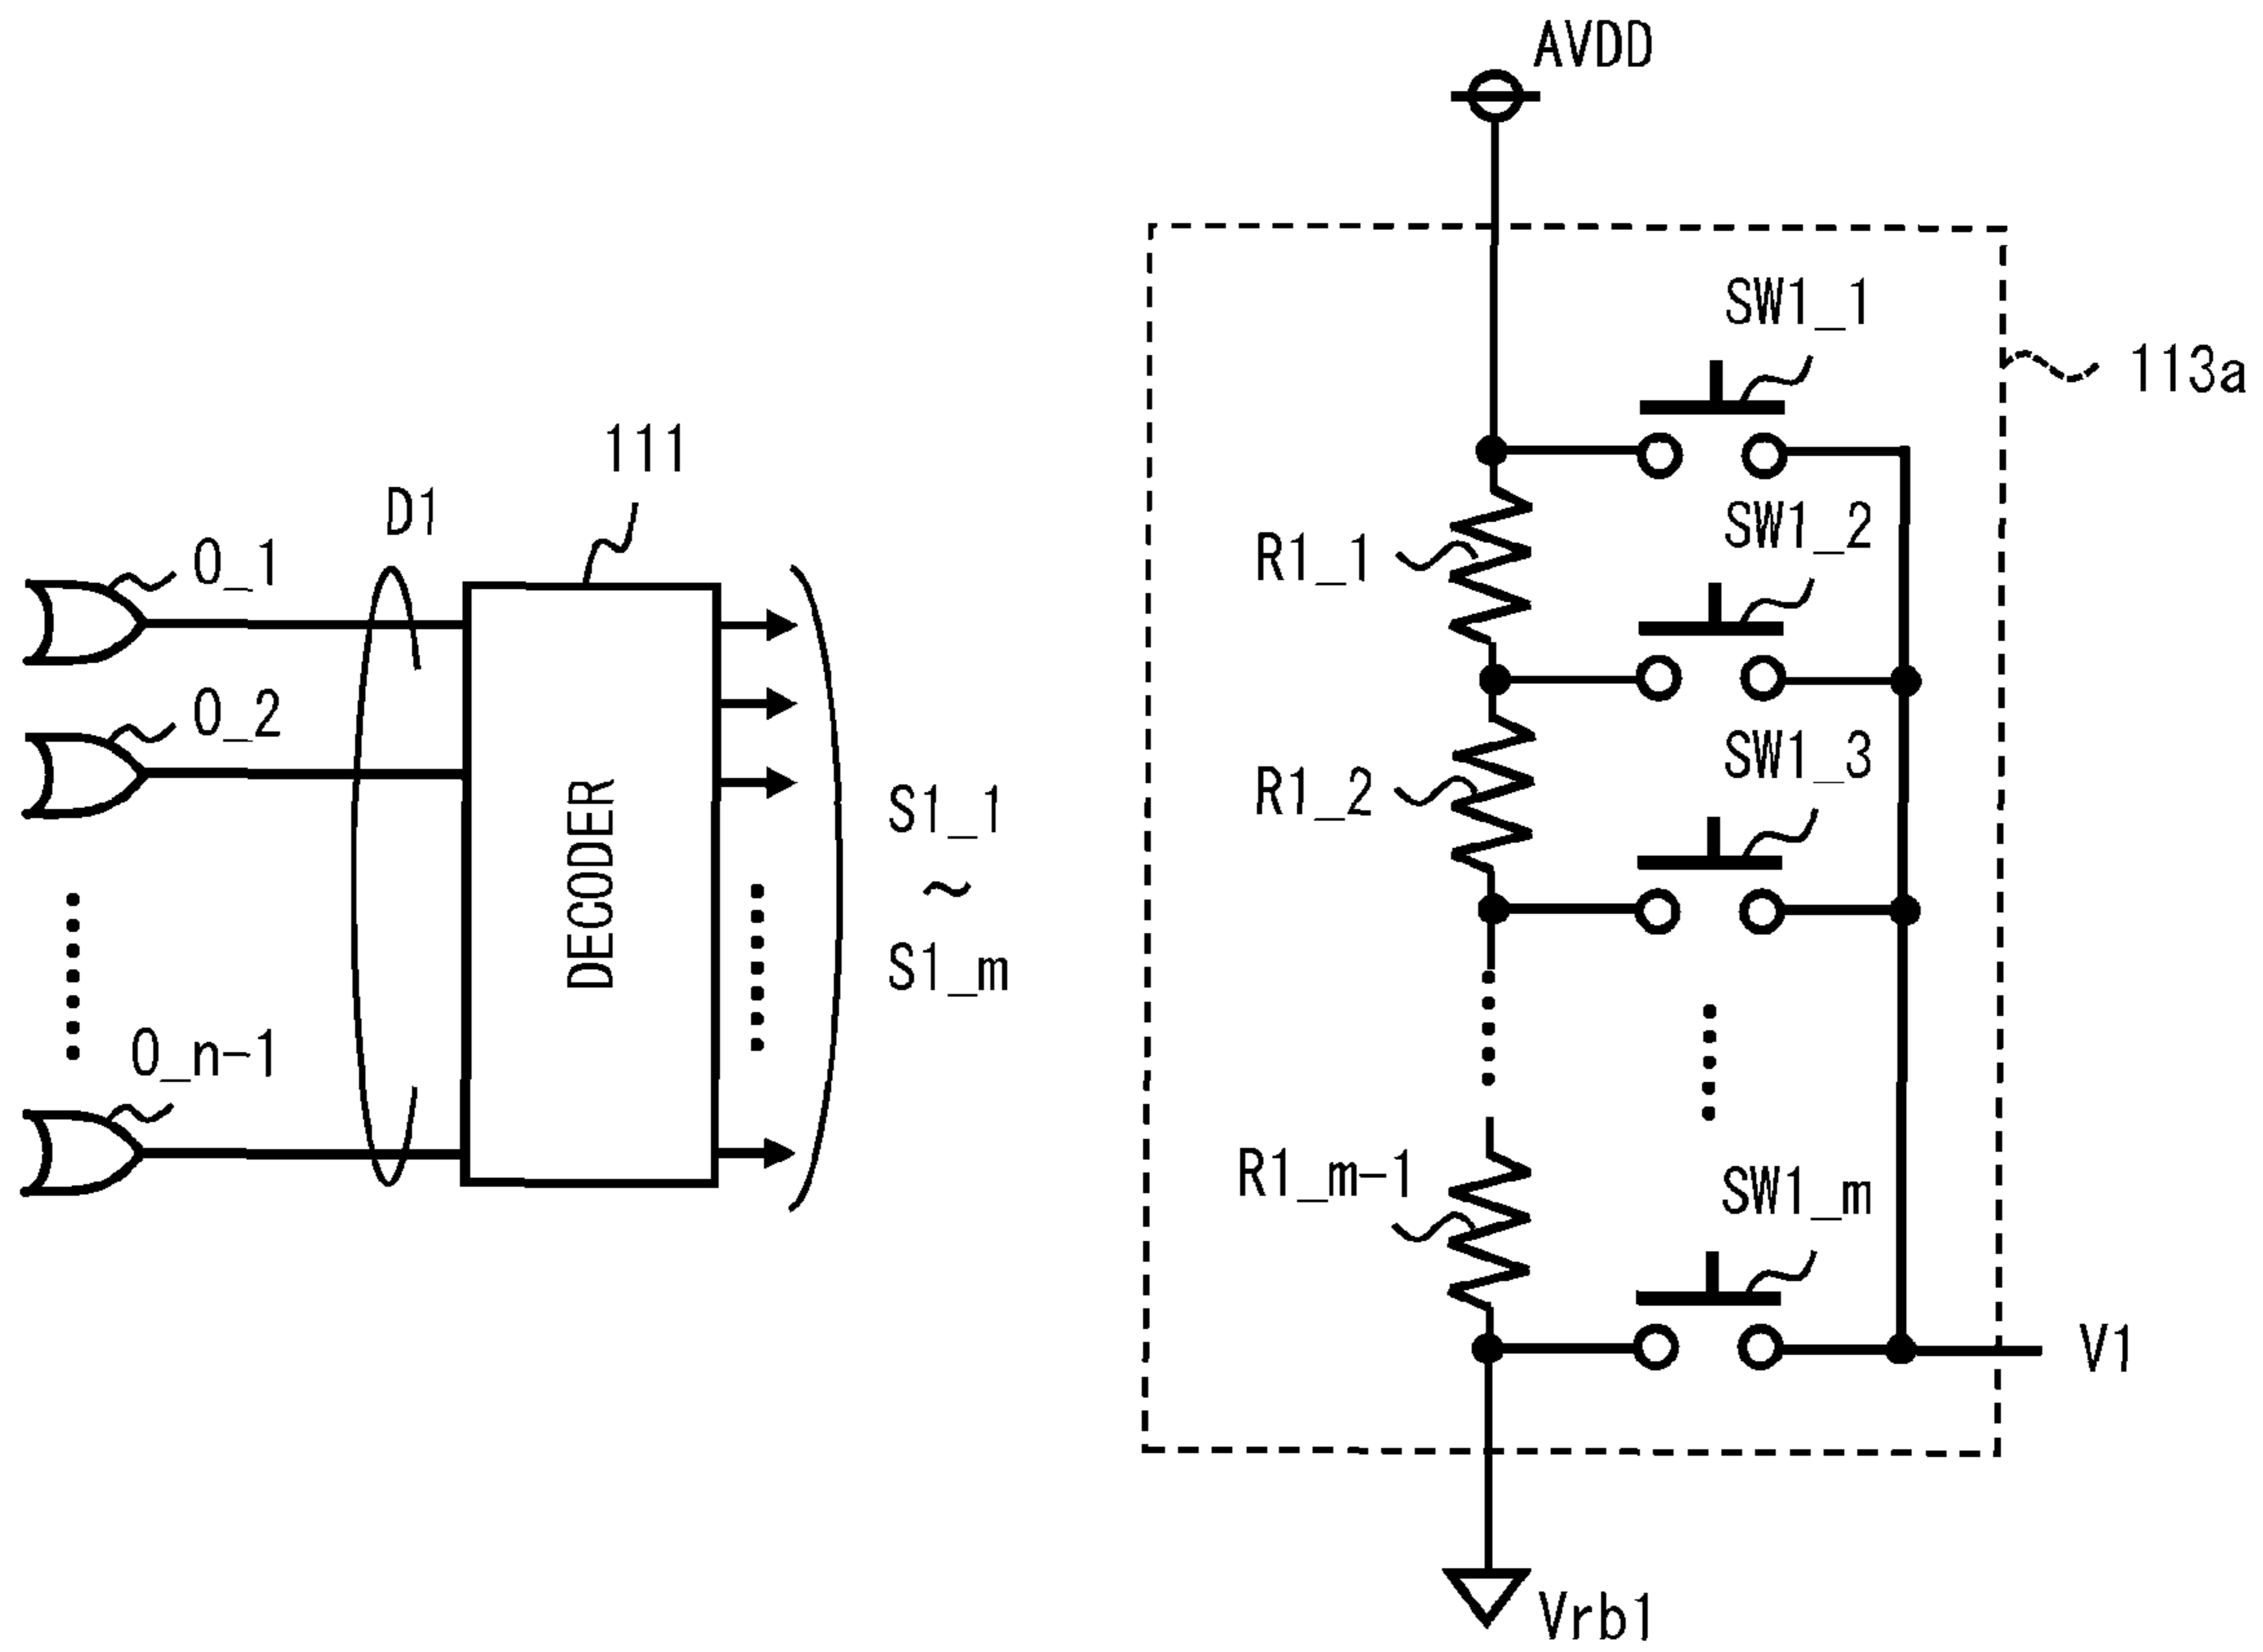 AVDD
SW1_1
113a
111
D1
SW1_2
O_1
R1_1
O_2
SW1_3
R1_2
DECODER
S1_1
~
S1_m
O_n-1
R1_m-1
SW1_m
V1
Vrb1